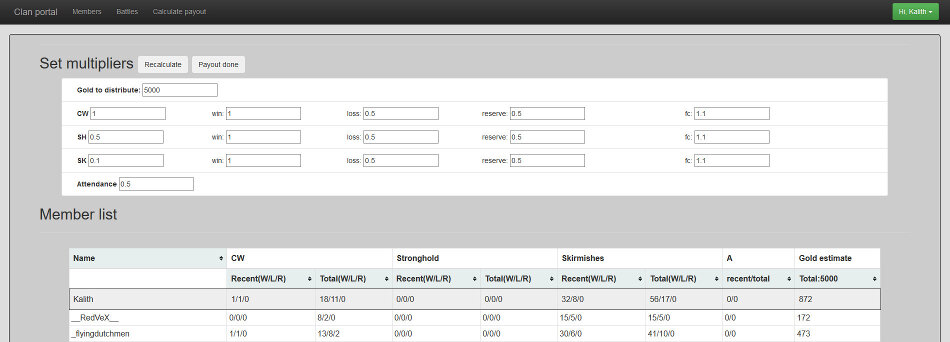 Clan portal Members Battles Calculate payout Hi, Kalith
Set multipliers Recalculate Payout done
Gold to distribute: 5000
CW 1 win: 1 loss: 0.5 reserve: 0.5 fc: 1.1
SH 0.5 win: 1 loss: 0.5 reserve: 0.5 fc: 1.1
SK 0.1 win: 1 loss: 0.5 reserve: 0.5 fc: 1.1
Attendance 0.5
Member list
Name CW Stronghold Skirmishes A Gold estimate
Recent(W/L/R) Total(W/L/R) Recent(W/L/R) Total(W/L/R) Recent(W/L/R) Total(W/L/R) recent/total Total:5000
Kalith 1/1/0 18/11/0 0/0/0 0/0/0 32/8/0 56/17/0 0/0 872
__RedVeX__ 0/0/0 8/2/0 0/0/0 0/0/0 15/5/0 15/5/0 0/0 172
_flyingdutchmen 1/1/0 13/8/2 0/0/0 0/0/0 30/6/0 41/10/0 0/0 473